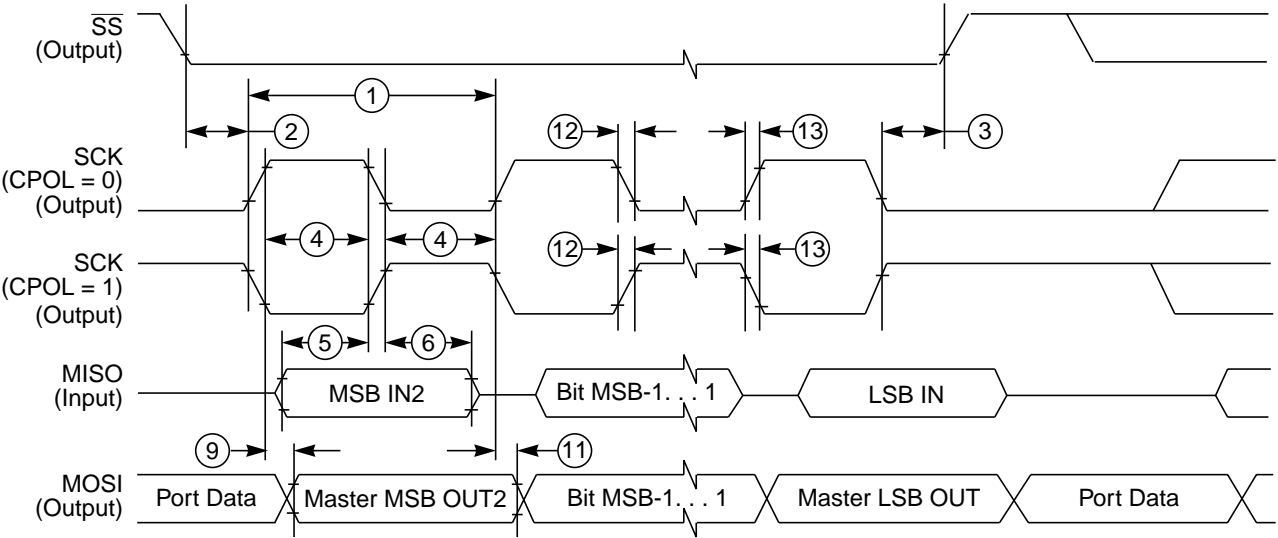 SS
(Output)
1
2
12
13
3
SCK
(CPOL = 0)
(Output)
4
4
12
13
SCK
(CPOL = 1)
(Output)
5
6
MISO
(Input)
MSB IN2
Bit MSB-1. . . 1
LSB IN
9
11
MOSI
(Output)
Port Data
Master MSB OUT2
Bit MSB-1. . . 1
Master LSB OUT
Port Data